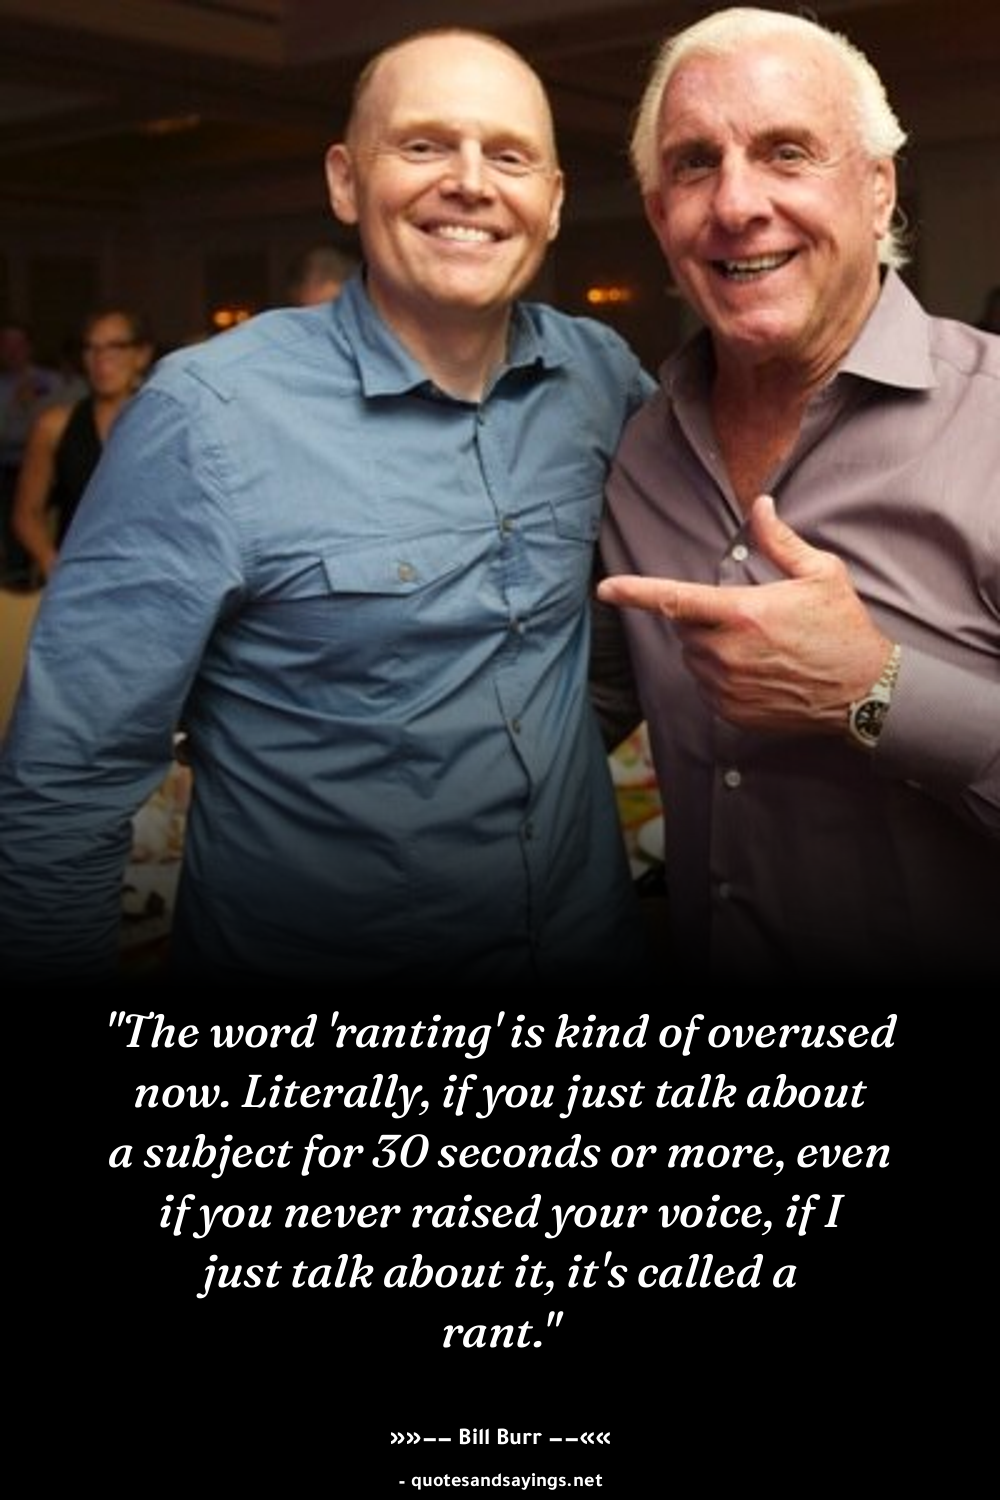 "The word 'ranting' is kind of overused
now. Literally, if you just talk about
a subject for 30 seconds or more, even
if you never raised your voice, if I
just talk about it, it's called a
rant."
»»–– Bill Burr ––««
- quotesandsayings.net